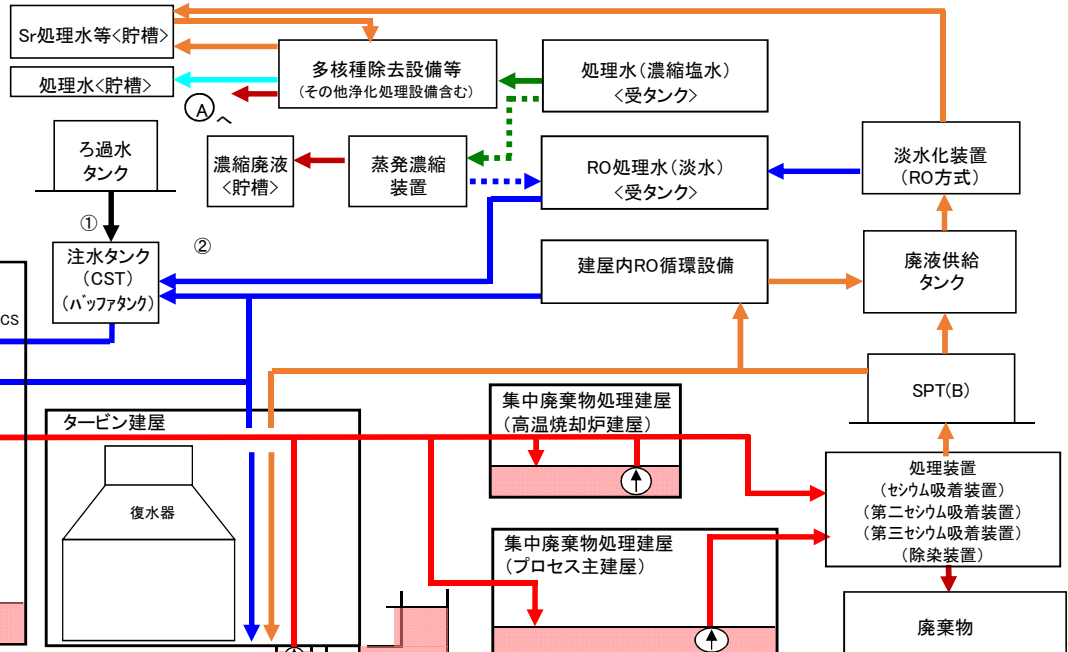 Sr処理水等<貯槽>
処理水<貯槽>
多核種除去設備等
(その他浄化処理設備含む)
処理水(濃縮塩水)
<受タンク>
A
へ
ろ過水
タンク
濃縮廃液
<貯槽>
蒸発濃縮
装置
RO処理水(淡水)
<受タンク>
淡水化装置
(RO方式)
①
②
注水タンク
(CST)
(バッファタンク)
建屋内RO循環設備
廃液供給
タンク
CS
SPT(B)
タービン建屋
集中廃棄物処理建屋
(高温焼却炉建屋)
復水器
処理装置
(セシウム吸着装置)
(第二セシウム吸着装置)
(第三セシウム吸着装置)
(除染装置)
集中廃棄物処理建屋
(プロセス主建屋)
廃棄物